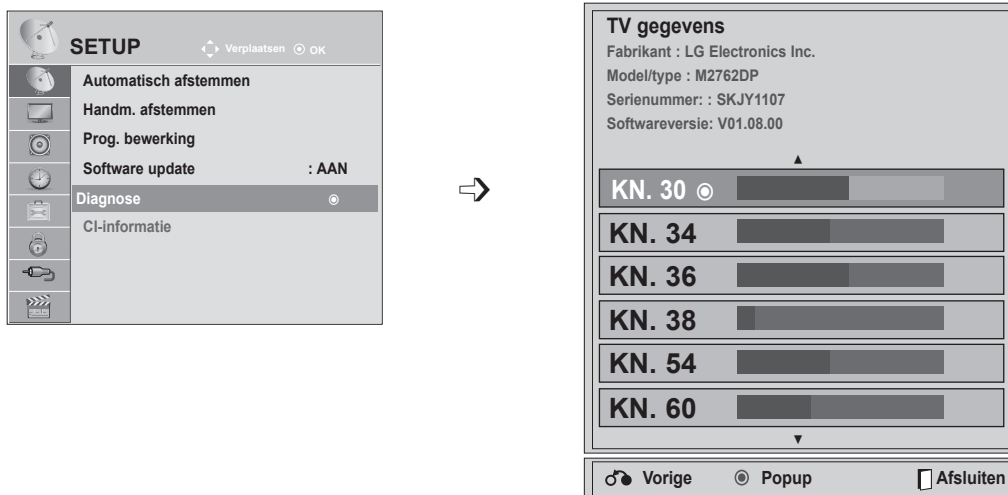 SETUP
Verplaatsen OK
Automatisch afstemmen
Handm. afstemmen
Prog. bewerking
Software update : AAN
Diagnose
CI-informatie
TV gegevens
Fabrikant : LG Electronics Inc.
Model/type : M2762DP
Serienummer: : SKJY1107
Softwareversie: V01.08.00
KN. 30
KN. 34
KN. 36
KN. 38
KN. 54
KN. 60
Vorige Popup Afsluiten